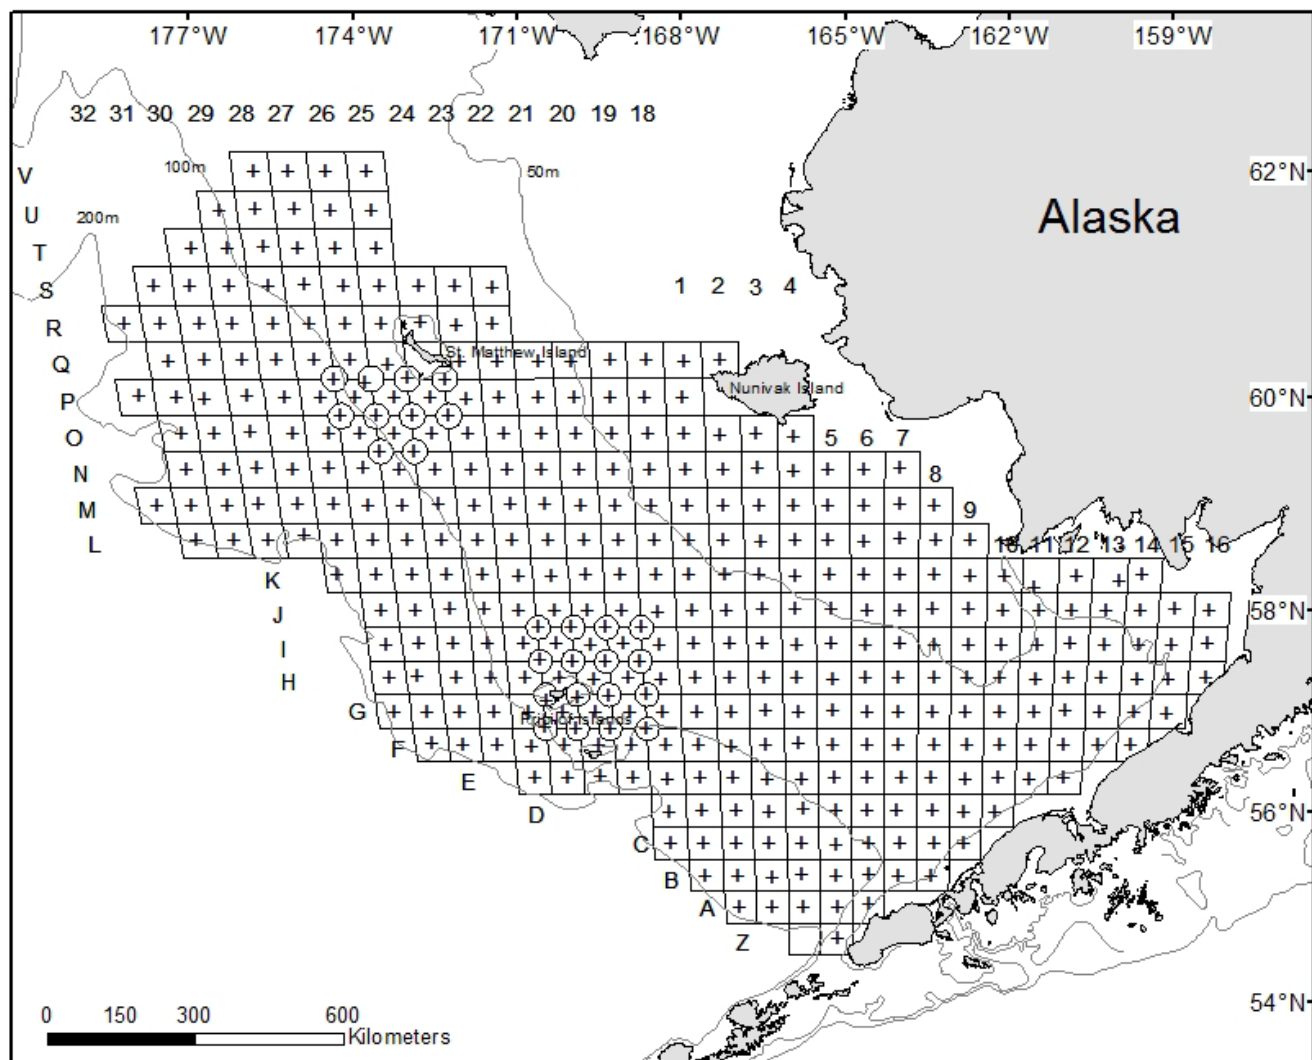 177°W 174°W 171°W 168°W 165°W 162°W 159°W
32 31 30 29 28 27 26 25 24 23 22 21 20 19 18
V
100m
50m
62°N
U
200m
Alaska
T
S
1 2 3 4
R
Q
St. Matthew Island
P
Nunivak Island
60°N
O
5 6 7
N
8
M
9
L
10 11 12 13 14 15 16
K
J
58°N
I
H
G
Pribilof Islands
F
E
D
56°N
C
B
A
Z
54°N
0 150 300 600
Kilometers